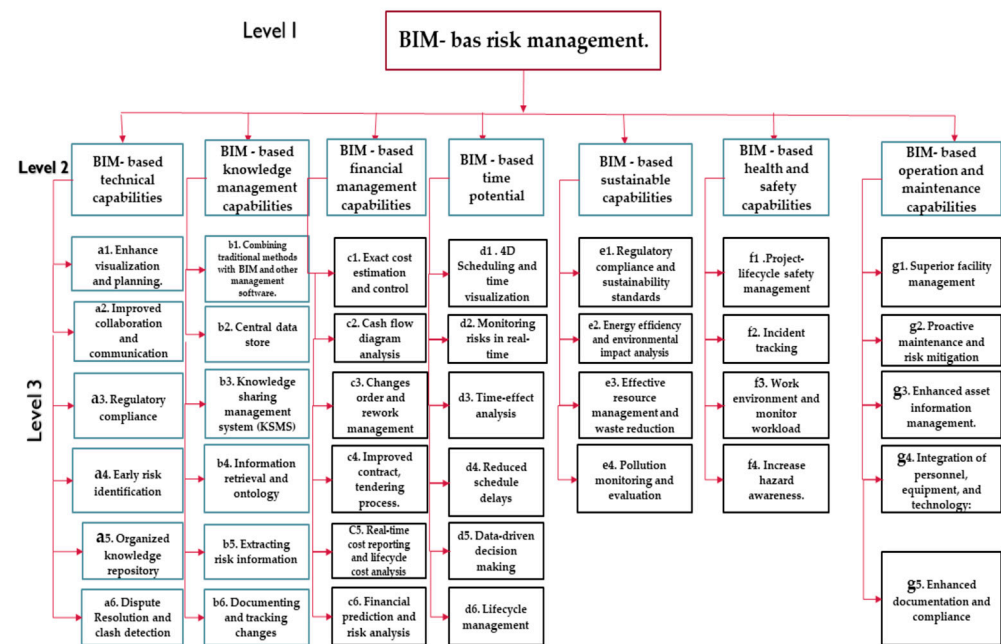 Level 1
BIM- bas risk management.
Level 2
BIM- based
technical
capabilities
BIM - based
knowledge
management
capabilities
BIM - based
financial
management
capabilities
BIM - based
time
potential
BIM - based
sustainable
capabilities
BIM - based
health and
safety
capabilities
BIM - based
operation and
maintenance
capabilities
Level 3
a1. Enhance
visualization
and planning.
a2. Improved
collaboration
and
communication
a3. Regulatory
compliance
a4. Early risk
identification
a5. Organized
knowledge
repository
a6. Dispute
Resolution and
clash detection
b1. Combining
traditional methods
with BIM and other
management
software.
b2. Central data
store
b3. Knowledge
sharing
management
system (KSMS)
b4. Information
retrieval and
ontology
b5. Extracting
risk information
b6. Documenting
and tracking
changes
c1. Exact cost
estimation
and control
c2. Cash flow
diagram
analysis
c3. Changes
order and
rework
management
c4. Improved
contract,
tendering
process.
C5. Real-time
cost reporting
and lifecycle
cost analysis
c6. Financial
prediction and
risk analysis
d1 . 4D
Scheduling and
time
visualization
d2. Monitoring
risks in real-
time
d3. Time-effect
analysis
d4. Reduced
schedule delays
d5. Data-driven
decision
making
d6. Lifecycle
management
e1. Regulatory
compliance and
sustainability
standards
e2. Energy efficiency
and environmental
impact analysis
e3. Effective
resource
management and
waste reduction
e4. Pollution
monitoring and
evaluation
f1 .Project-
lifecycle safety
management
f2. Incident
tracking
f3. Work
environment and
monitor
workload
f4. Increase
hazard
awareness.
g1. Superior facility
management
g2. Proactive
maintenance and
risk mitigation
g3. Enhanced asset
information
management.
g4. Integration of
personnel,
equipment, and
technology:
g5. Enhanced
documentation and
compliance